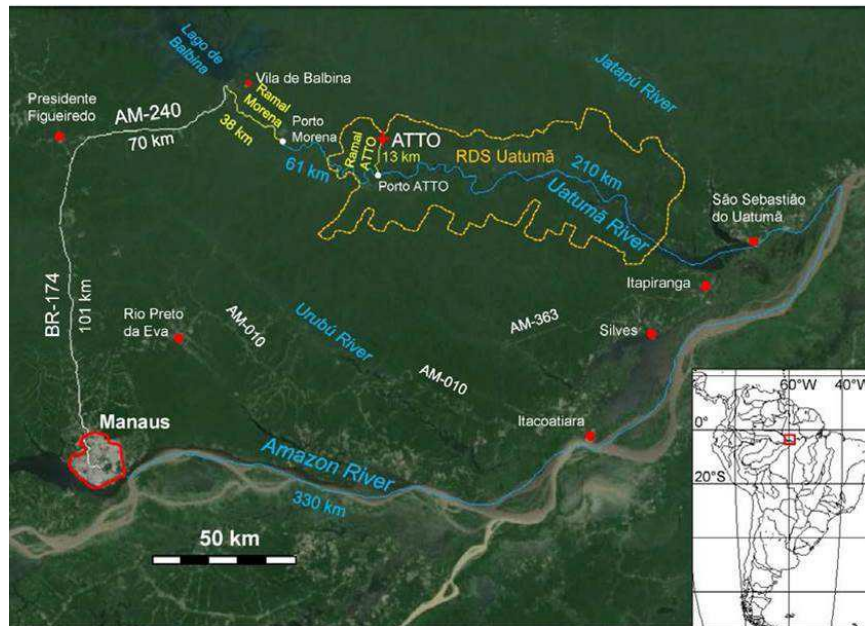 Lago de
Balbina
Vila de Balbina
Jatapú River
Presidente
Figueiredo
AM-240
70 km
Ramal
Morena
38 km
Porto
Morena
61 km
Ramal
ATTO
ATTO
13 km
Porto ATTO
RDS Uatumã
210 km
Uatumã River
São Sebastião
do Uatumã
BR-174
101 km
Itapiranga
Rio Preto
da Eva
AM-010
Urubú River
AM-363
Silves
AM-010
Manaus
Itacoatiara
Amazon River
330 km
50 km
60°W
40°W
0°
20°S